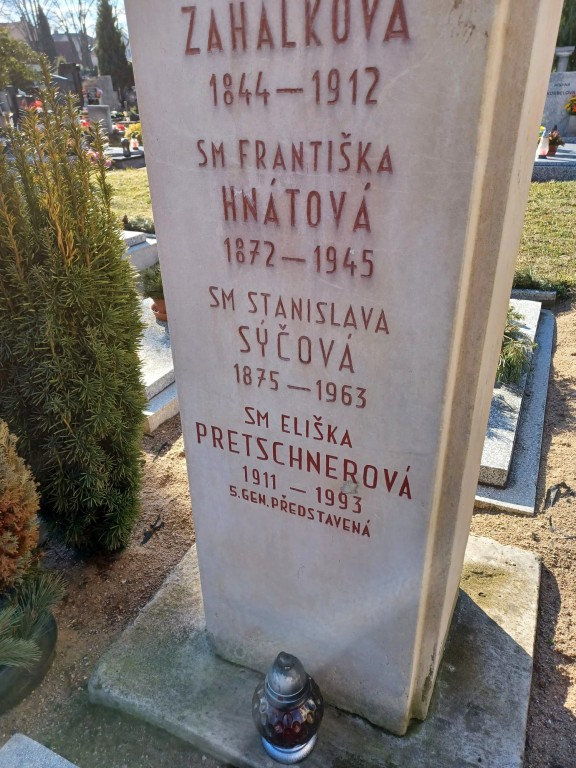 ZAHÁLKOVÁ
1844 — 1912
SM FRANTIŠKA
HNÁTOVÁ
1872 — 1945
SM STANISLAVA
SÝČOVÁ
1875 — 1963
SM ELIŠKA
PRETSCHNEROVÁ
1911 — 1993
5. GEN. PŘEDSTAVENÁ